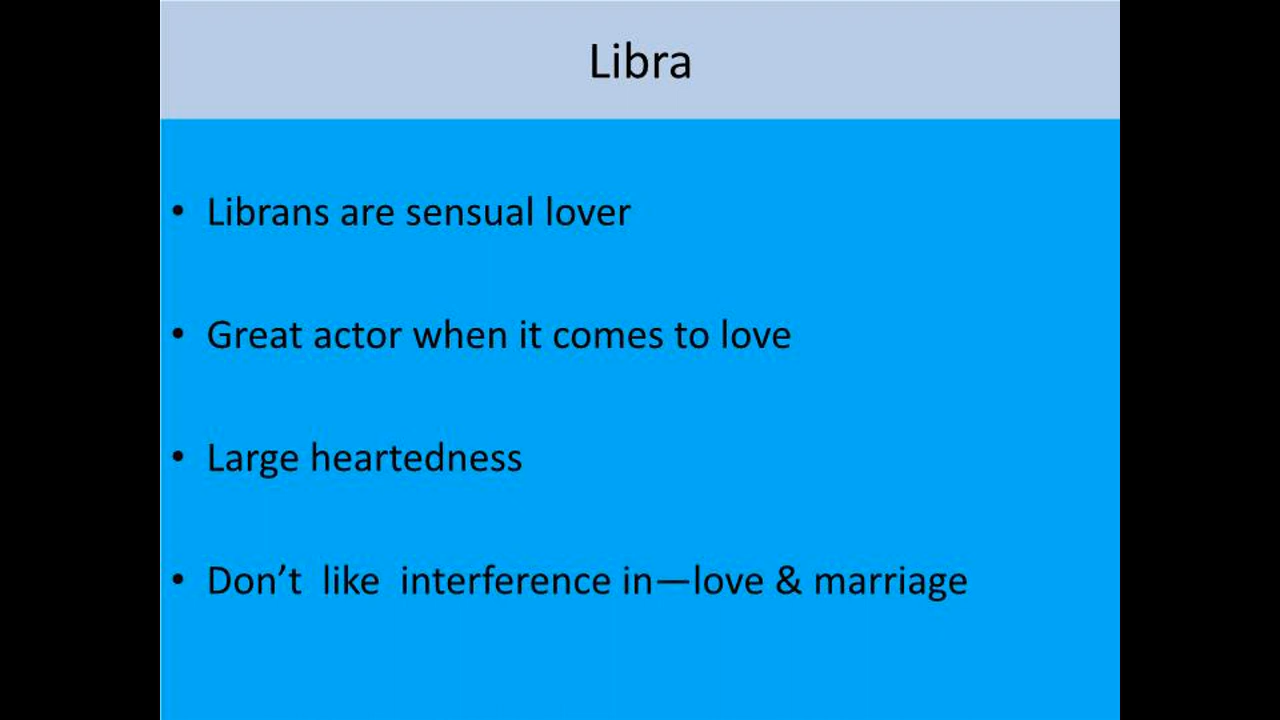 Libra
• Librans are sensual lover
• Great actor when it comes to love
• Large heartedness
• Don’t  like  interference in—love & marriage